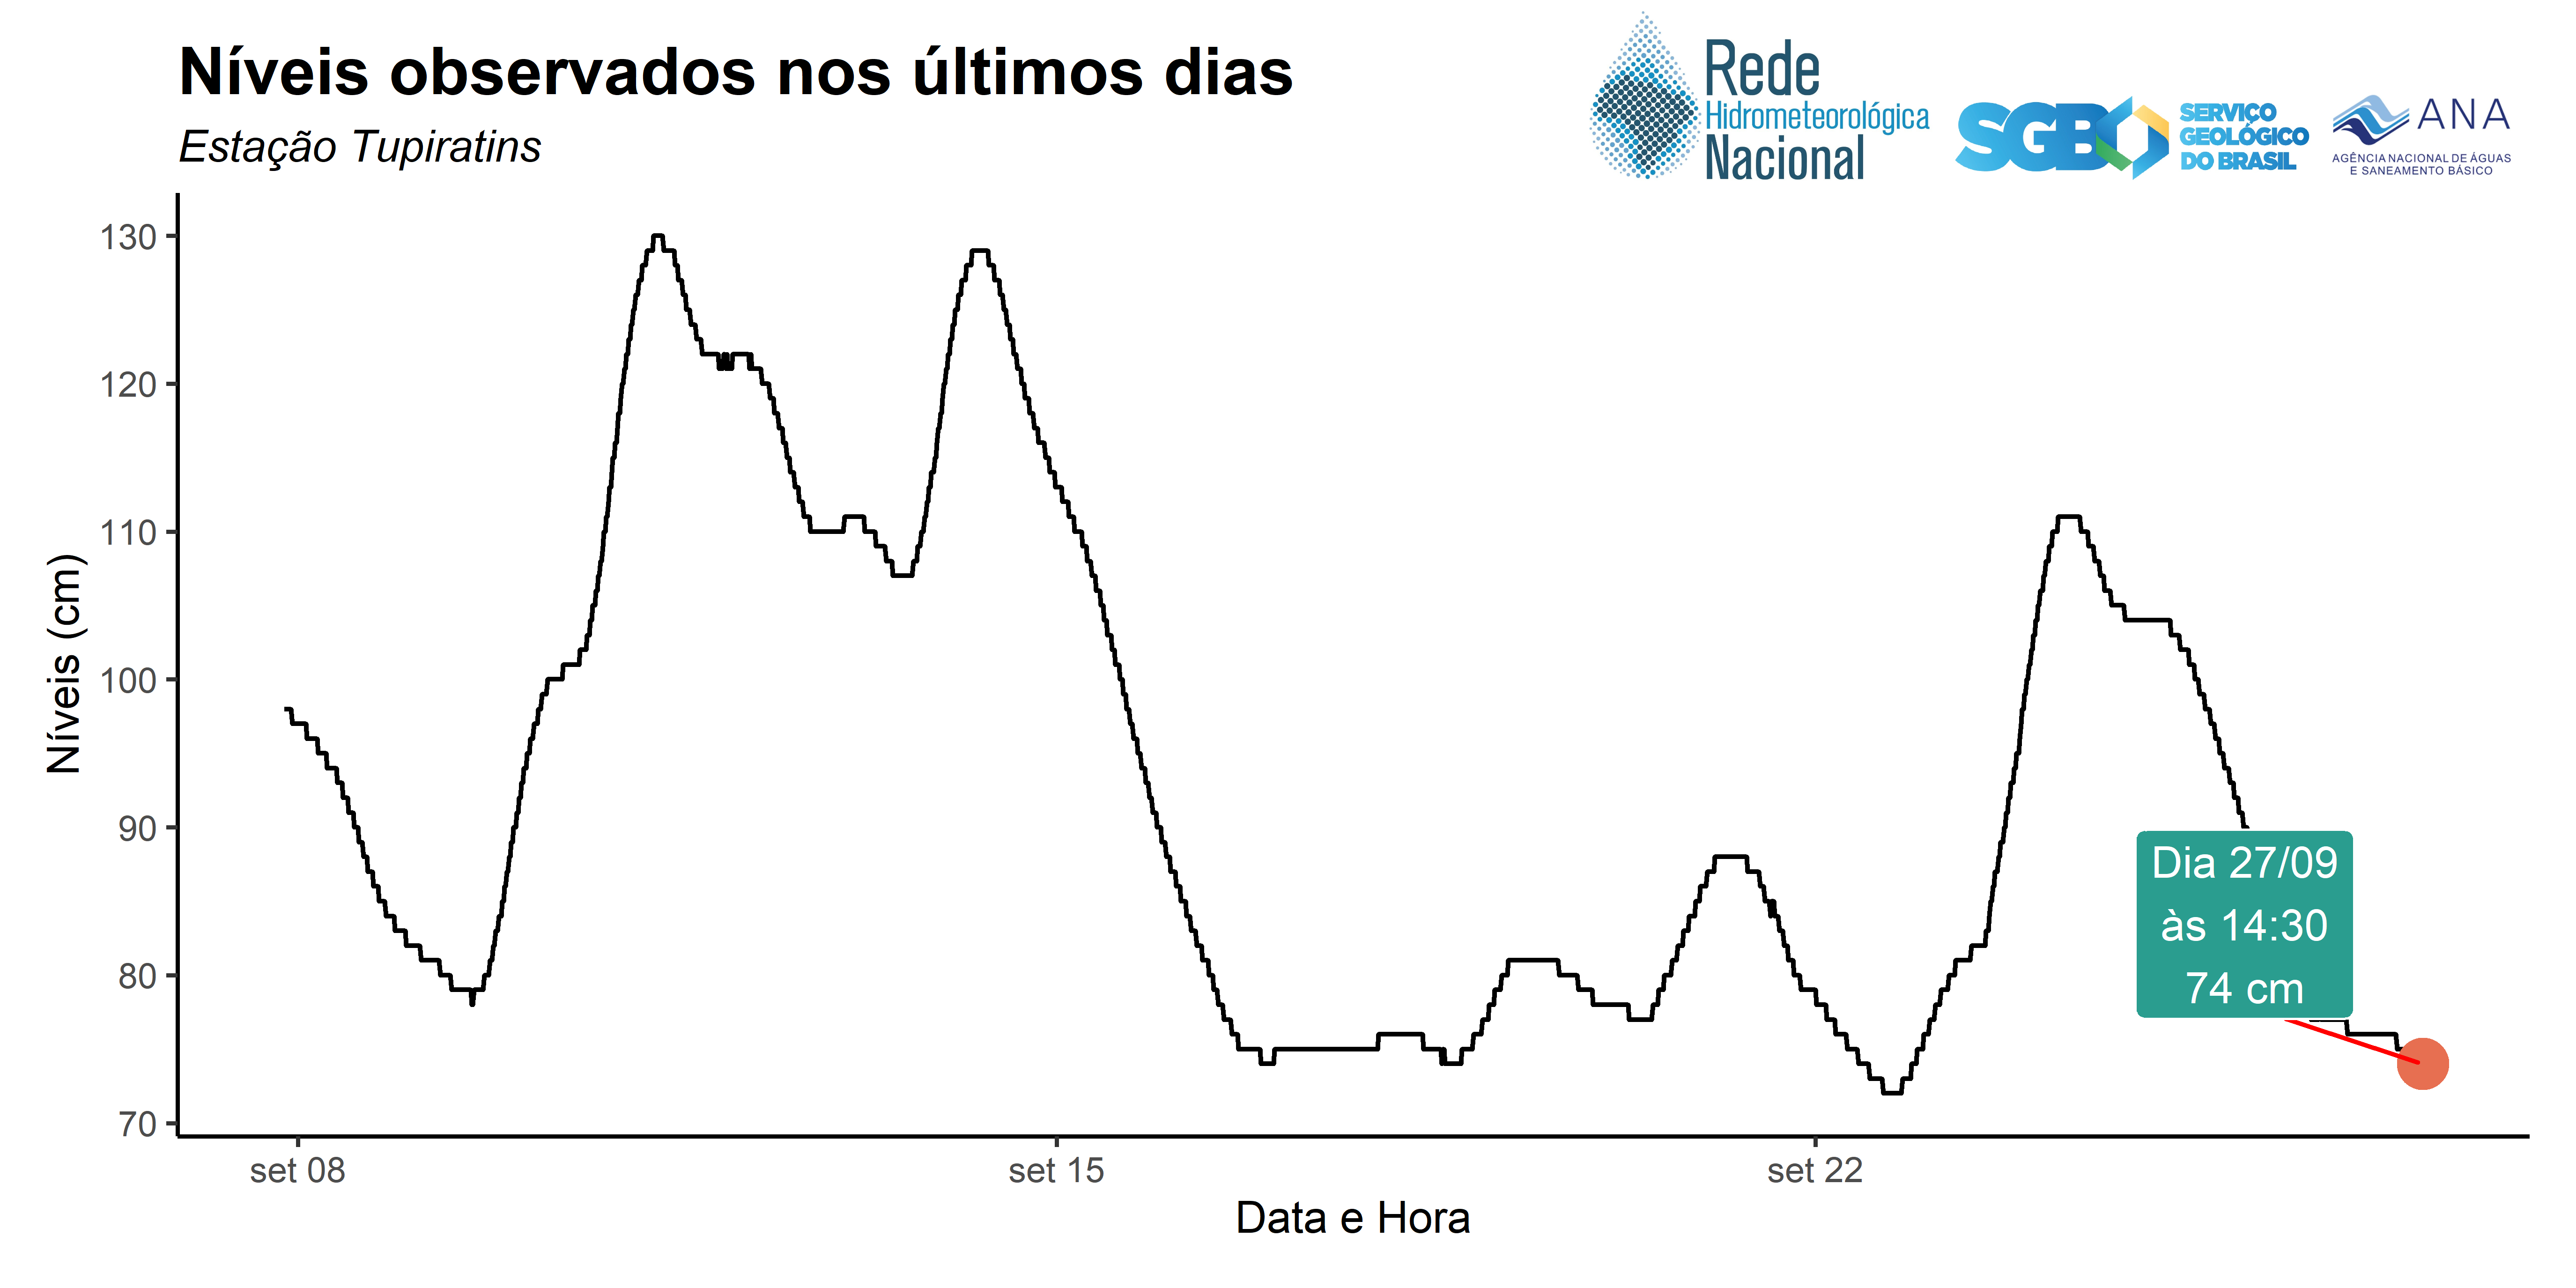 Níveis observados nos últimos dias
Estação Tupiratins
Rede
Hidrometeorológica
Nacional
SGB
SERVIÇO
GEOLÓGICO
DO BRASIL
ANA
AGÊNCIA NACIONAL DE ÁGUAS
E SANEAMENTO BÁSICO
Níveis (cm)
130
120
110
100
90
80
70
Dia 27/09
às 14:30
74 cm
set 08
set 15
set 22
Data e Hora